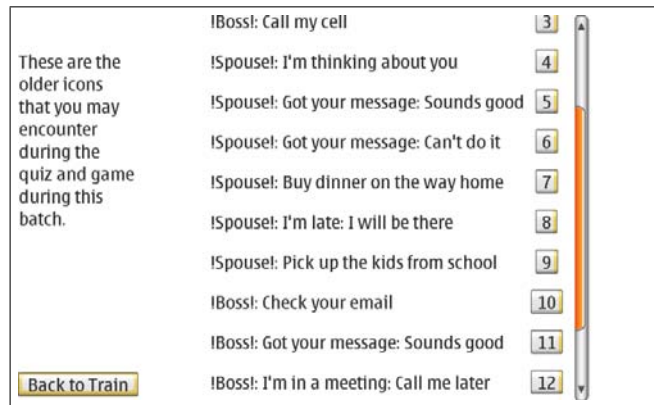 !Boss!: Call my cell 3
These are the
older icons
that you may
encounter
during the
quiz and game
during this
batch.
!Spouse!: I'm thinking about you 4
!Spouse!: Got your message: Sounds good 5
!Spouse!: Got your message: Can't do it 6
!Spouse!: Buy dinner on the way home 7
!Spouse!: I'm late: I will be there 8
!Spouse!: Pick up the kids from school 9
!Boss!: Check your email 10
!Boss!: Got your message: Sounds good 11
!Boss!: I'm in a meeting: Call me later 12
Back to Train